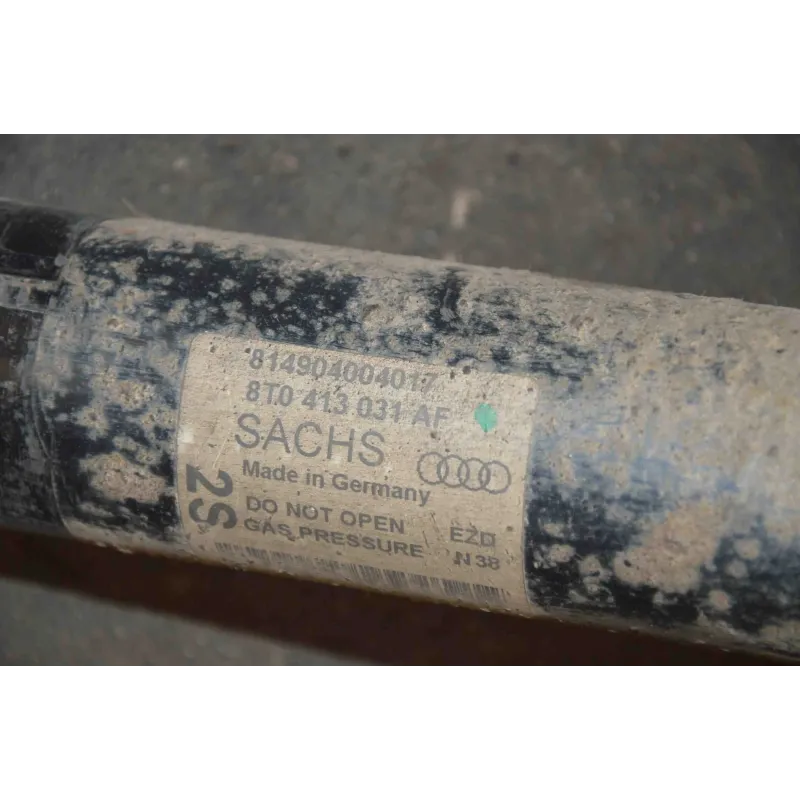 814904004017
8T0 413 031 AF
SACHS
Made in Germany
2S
DO NOT OPEN
GAS PRESSURE
EZD
N 38